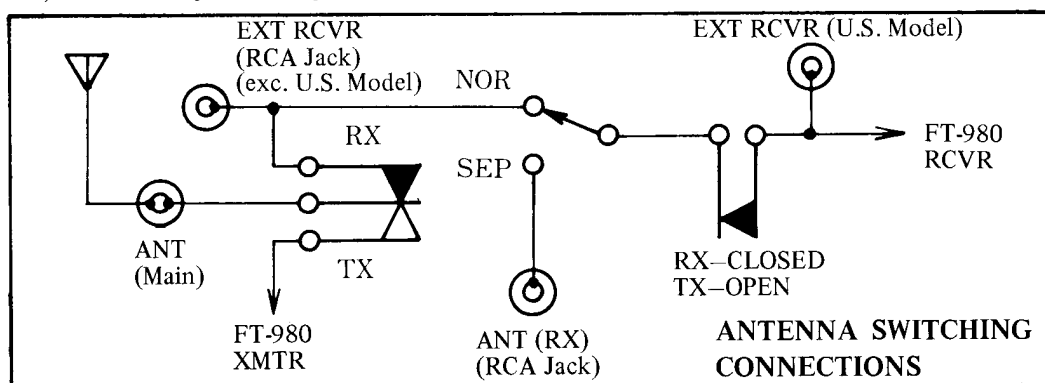 EXT RCVR
(RCA Jack)
(exc. U.S. Model)
EXT RCVR (U.S. Model)
NOR
RX
SEP
FT-980
RCVR
ANT
(Main)
TX
RX–CLOSED
TX–OPEN
FT-980
XMTR
ANT (RX)
(RCA Jack)
ANTENNA SWITCHING
CONNECTIONS